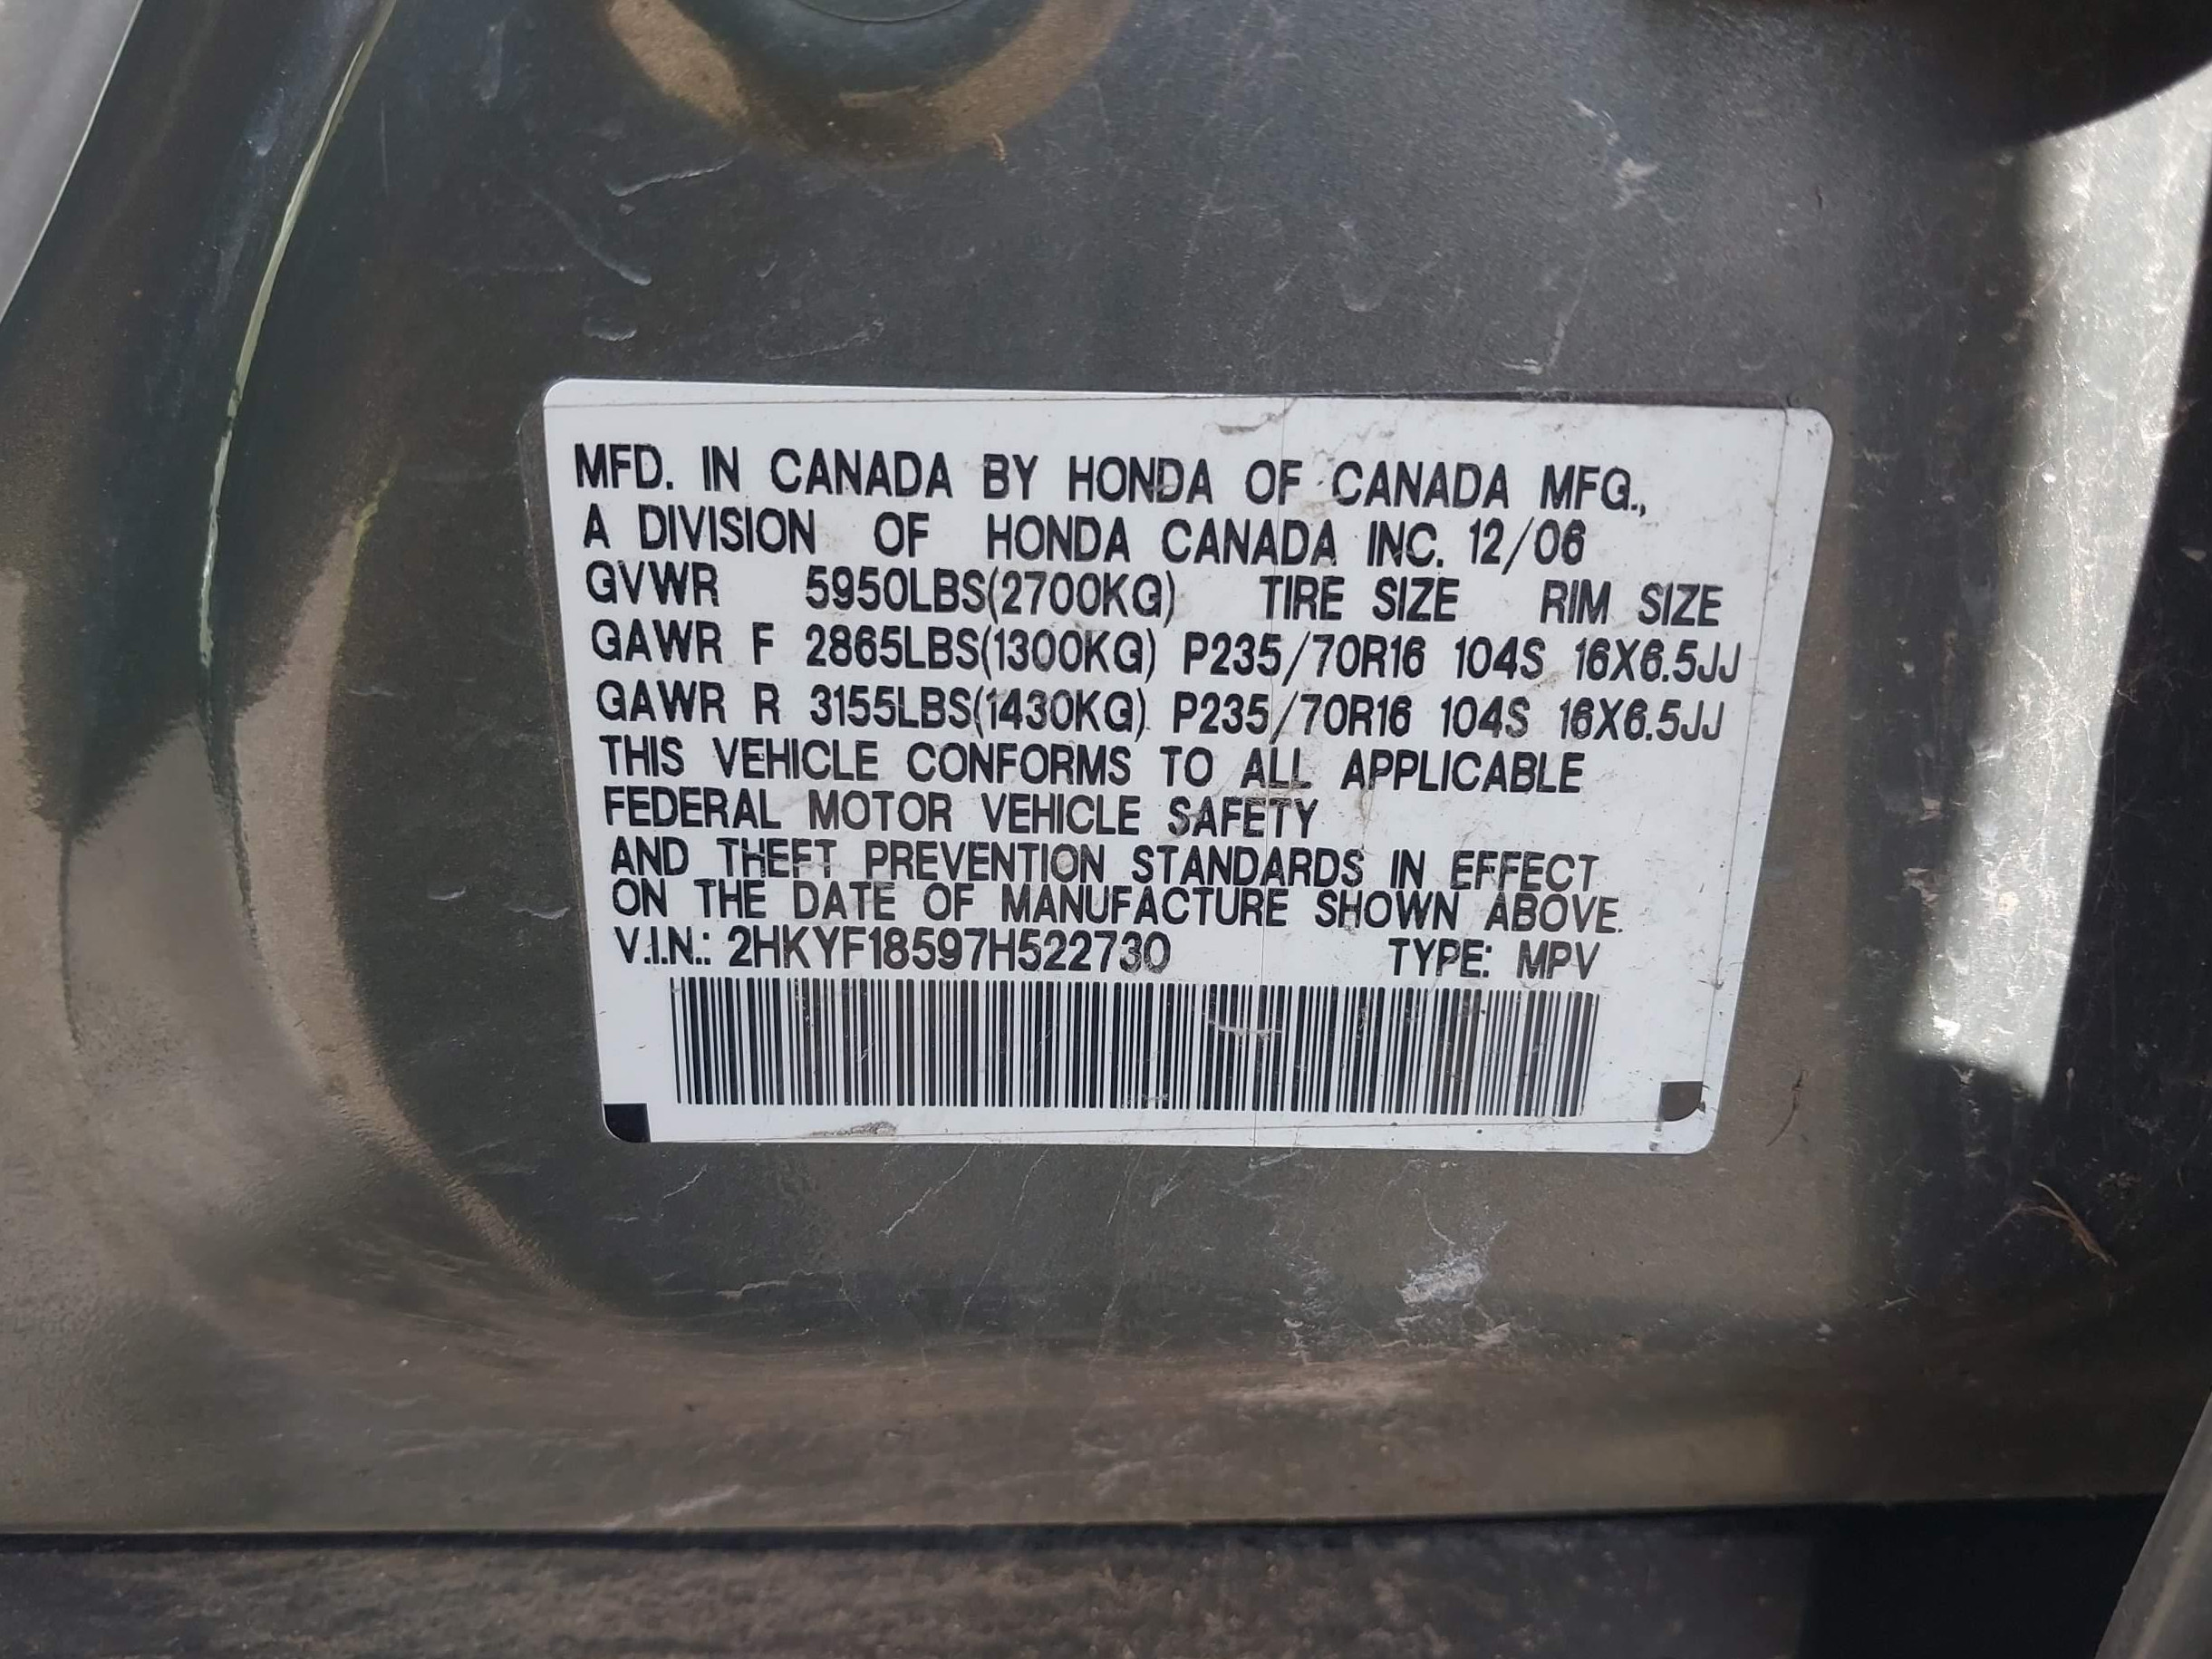 MFD. IN CANADA BY HONDA OF CANADA MFG.,
A DIVISION OF HONDA CANADA INC. 12/06
GVWR 5950LBS(2700KG) TIRE SIZE RIM SIZE
GAWR F 2865LBS(1300KG) P235/70R16 104S 16X6.5JJ
GAWR R 3155LBS(1430KG) P235/70R16 104S 16X6.5JJ
THIS VEHICLE CONFORMS TO ALL APPLICABLE
FEDERAL MOTOR VEHICLE SAFETY
AND THEFT PREVENTION STANDARDS IN EFFECT
ON THE DATE OF MANUFACTURE SHOWN ABOVE.
V.I.N.: 2HKYF18597H522730 TYPE: MPV